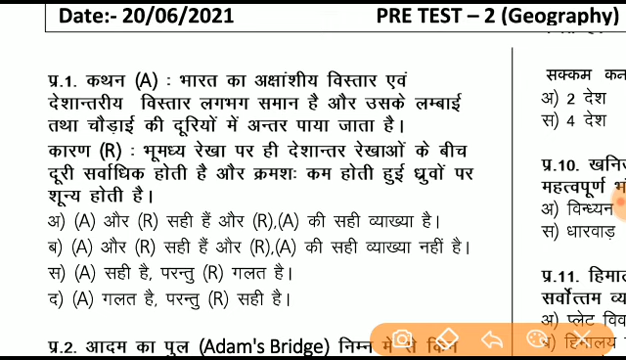 Date:- 20/06/2021
PRE TEST – 2 (Geography)
प्र.1. कथन (A) : भारत का अक्षांशीय विस्तार एवं
देशान्तरीय विस्तार लगभग समान है और उसके लम्बाई
तथा चौड़ाई की दूरियों में अन्तर पाया जाता है।
कारण (R) : भूमध्य रेखा पर ही देशान्तर रेखाओं के बीच
दूरी सर्वाधिक होती है और क्रमशः कम होती हुई ध्रुवों पर
शून्य होती है।
अ) (A) और (R) सही हैं और (R),(A) की सही व्याख्या है।
ब) (A) और (R) सही हैं और (R),(A) की सही व्याख्या नहीं है।
स) (A) सही है, परन्तु (R) गलत है।
द) (A) गलत है, परन्तु (R) सही है।
प्र.2. आदम का पुल (Adam's Bridge) निम्न में से किन
सक्कम कन
अ) 2 देश
स) 4 देश
प्र.10. खनि
महत्वपूर्ण
अ) विन्ध्यन
स) धारवाड़
प्र.11. हिमा
सर्वोत्तम व्य
अ) प्लेट विव
हिमालय